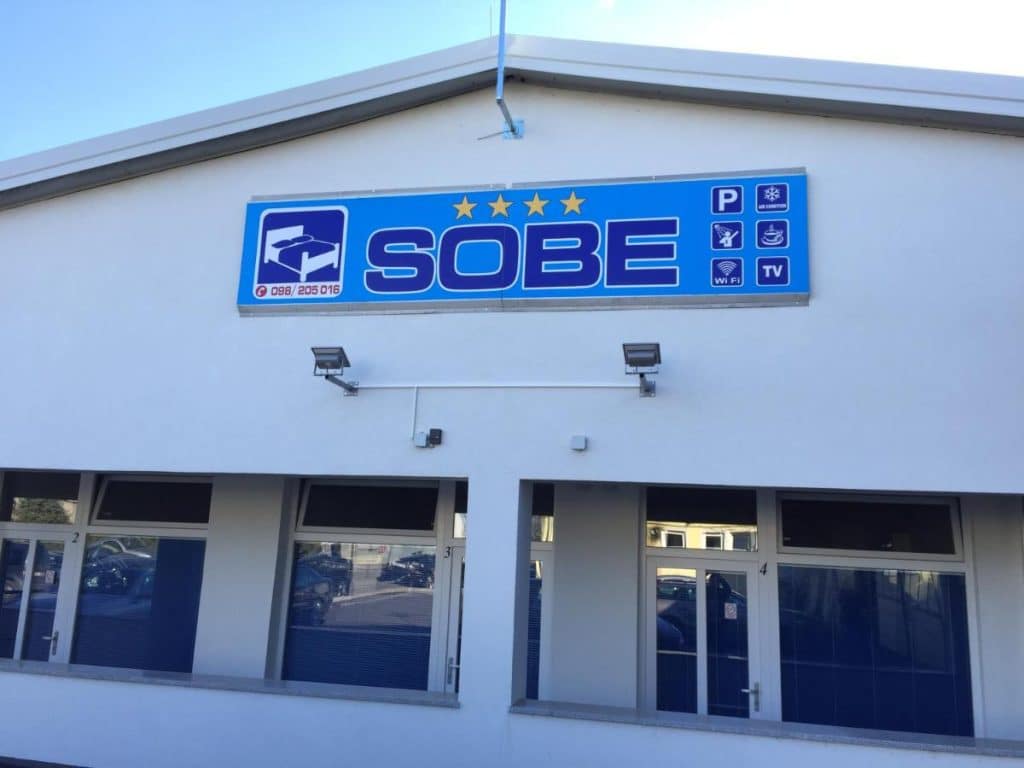 SOBE
098/205 016
P
AIR CONDITION
Wi Fi
TV
2
3
4